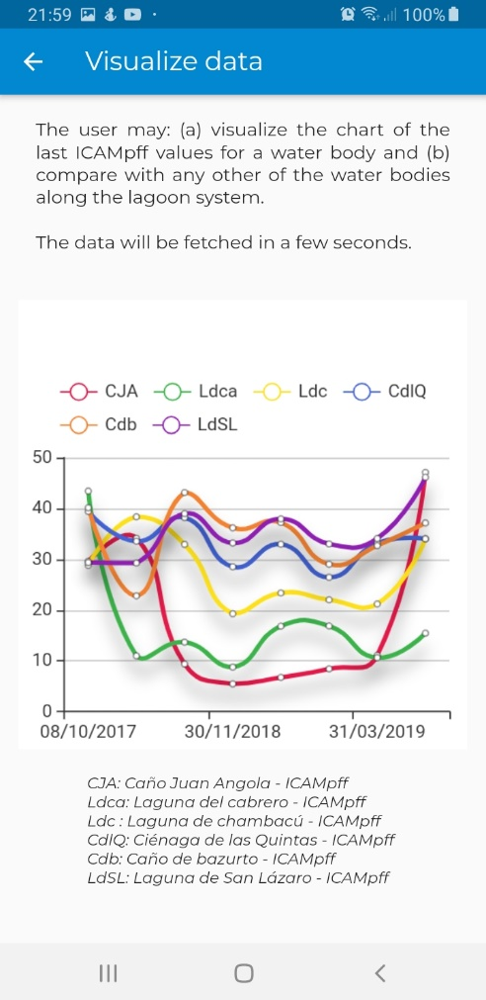 21:59 100%
Visualize data
The user may: (a) visualize the chart of the
last ICAMpff values for a water body and (b)
compare with any other of the water bodies
along the lagoon system.
The data will be fetched in a few seconds.
CJA Ldca Ldc CdlQ
Cdb LdSL
50
40
30
20
10
0
08/10/2017 30/11/2018 31/03/2019
CJA: Caño Juan Angola - ICAMpff
Ldca: Laguna del cabrero - ICAMpff
Ldc : Laguna de chambacú - ICAMpff
CdlQ: Ciénaga de las Quintas - ICAMpff
Cdb: Caño de bazurto - ICAMpff
LdSL: Laguna de San Lázaro - ICAMpff